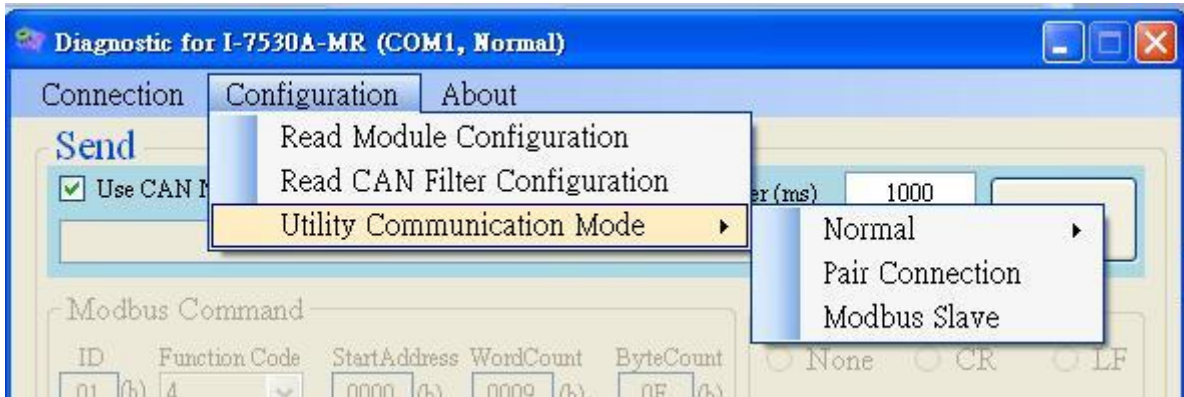 Diagnostic for I-7530A-MR (COM1, Normal)
Connection Configuration About
Send
Read Module Configuration
Read CAN Filter Configuration
Utility Communication Mode
Use CAN
(ms) 1000
Normal
Pair Connection
Modbus Slave
Modbus Command
ID Function Code StartAddress WordCount ByteCount
None CR LF
01 (h) 4 0000 (h) 0009 (h) 0F (h)